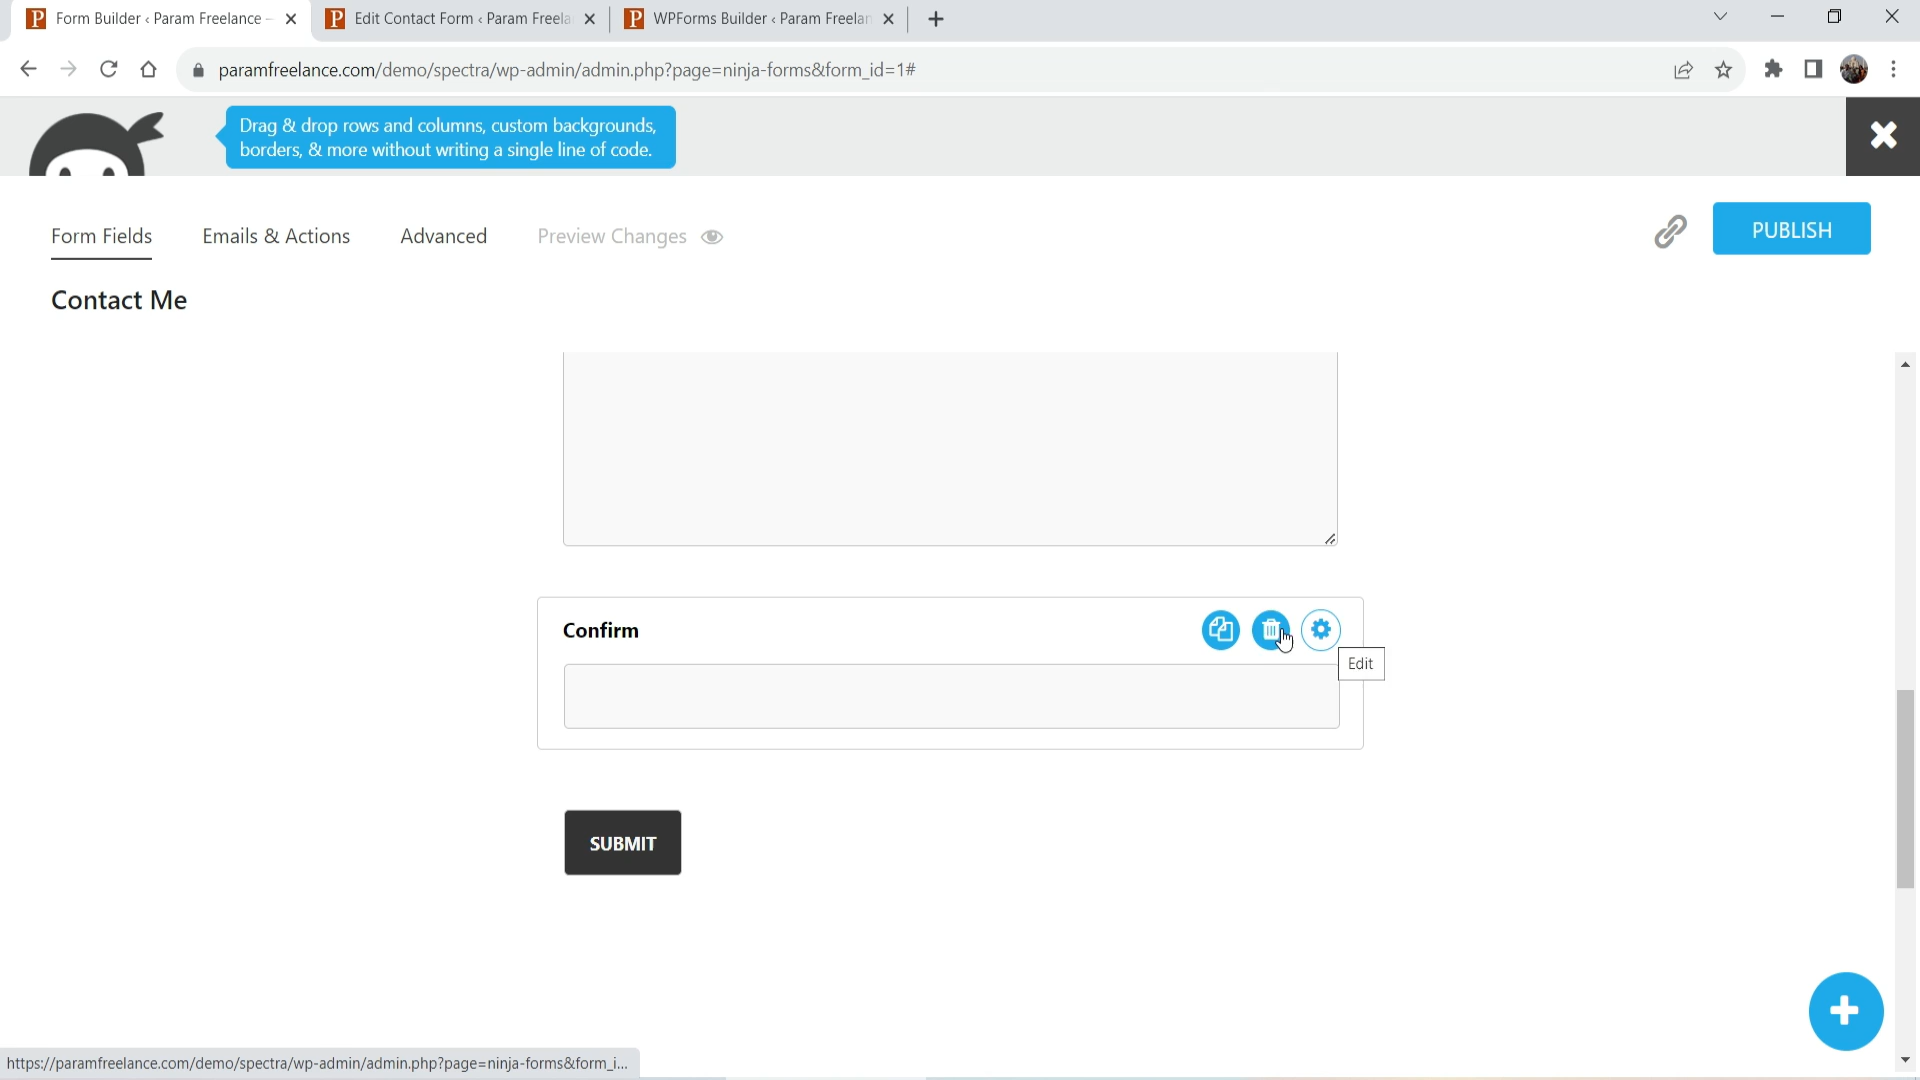 Form Builder ‹ Param Freelance –
Edit Contact Form ‹ Param Freela
WPForms Builder ‹ Param Freelan
paramfreelance.com/demo/spectra/wp-admin/admin.php?page=ninja-forms&form_id=1#
Drag & drop rows and columns, custom backgrounds,
borders, & more without writing a single line of code.
Form Fields
Emails & Actions
Advanced
Preview Changes
PUBLISH
Contact Me
Confirm
Edit
SUBMIT
https://paramfreelance.com/demo/spectra/wp-admin/admin.php?page=ninja-forms&form_i...